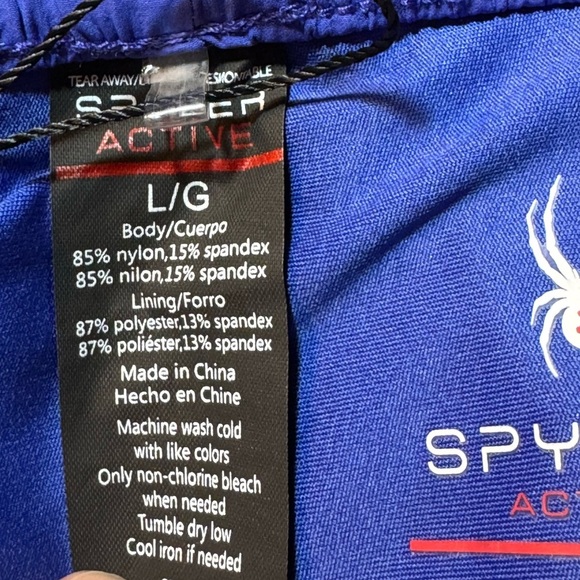 TEAR AWAY/
SPYDER
ACTIVE
L/G
Body/Cuerpo
85% nylon,15% spandex
85% nilon,15% spandex
Lining/Forro
87% polyester,13% spandex
87% poliéster,13% spandex
Made in China
Hecho en Chine
Machine wash cold
with like colors
Only non-chlorine bleach
when needed
Tumble dry low
Cool iron if needed
SPY
AC